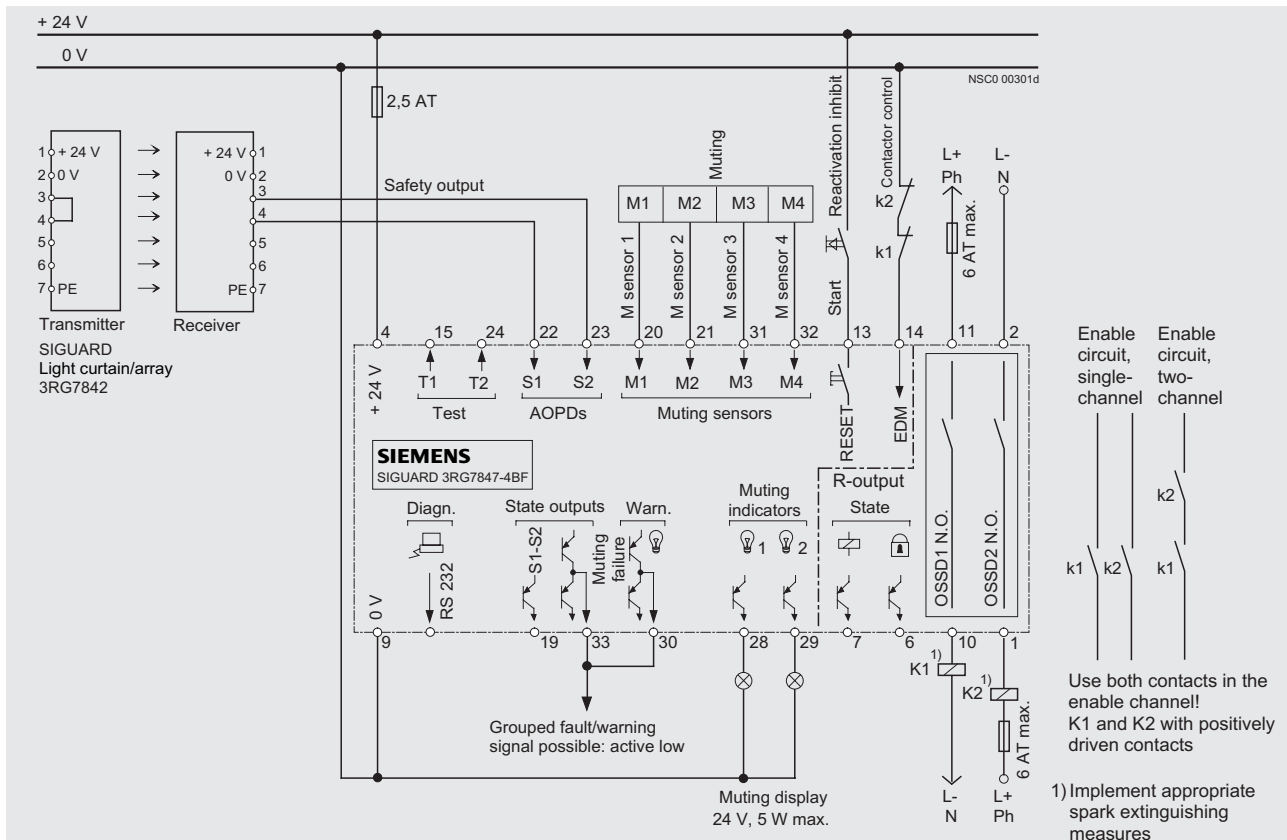 + 24 V
0 V
NSC0 00301d
2,5 AT
1 + 24 V
2 0 V
3
4
5
6
7 PE
Transmitter
+ 24 V 1
0 V 2
3
4
5
6
PE 7
Receiver
SIGUARD
Light curtain/array
3RG7842
Safety output
Muting
M1 M2 M3 M4
M sensor 1
M sensor 2
M sensor 3
M sensor 4
Reactivation inhibit
Start
Contactor control
k2
k1
L+
Ph
6 AT max.
L-
N
4 15 24 22 23 20 21 31 32 13 14 11 2
+ 24 V
T1 T2 S1 S2 M1 M2 M3 M4
Test AOPDs Muting sensors
RESET
EDM
SIEMENS
SIGUARD 3RG7847-4BF
R-output
Diagn.
RS 232
State outputs
S1-S2
Muting
failure
Warn.
Muting
indicators
1 2
State
OSSD1 N.O.
OSSD2 N.O.
0 V
9 19 33 30 28 29 7 6 10 1
Grouped fault/warning
signal possible: active low
Muting display
24 V, 5 W max.
K1 1)
K2 1)
6 AT max.
L-
N
L+
Ph
Enable
circuit,
single-
channel
Enable
circuit,
two-
channel
k1 k2
k2
k1
Use both contacts in the
enable channel!
K1 and K2 with positively
driven contacts
1) Implement appropriate
spark extinguishing
measures